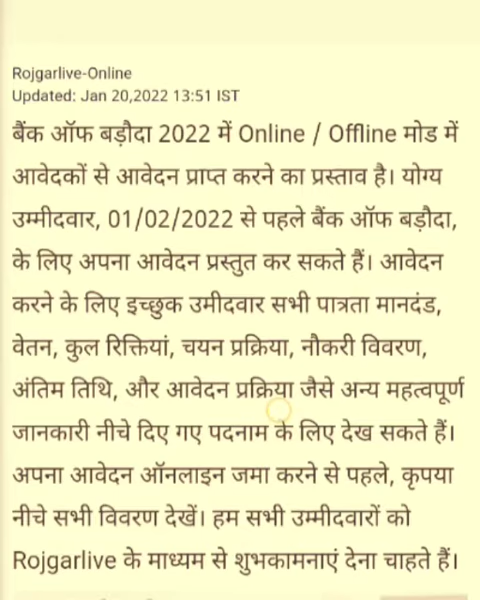 Rojgarlive-Online
Updated: Jan 20,2022 13:51 IST
बैंक ऑफ बड़ौदा 2022 में Online / Offline मोड में
आवेदकों से आवेदन प्राप्त करने का प्रस्ताव है। योग्य
उम्मीदवार, 01/02/2022 से पहले बैंक ऑफ बड़ौदा,
के लिए अपना आवेदन प्रस्तुत कर सकते हैं। आवेदन
करने के लिए इच्छुक उमीदवार सभी पात्रता मानदंड,
वेतन, कुल रिक्तियां, चयन प्रक्रिया, नौकरी विवरण,
अंतिम तिथि, और आवेदन प्रक्रिया जैसे अन्य महत्वपूर्ण
जानकारी नीचे दिए गए पदनाम के लिए देख सकते हैं।
अपना आवेदन ऑनलाइन जमा करने से पहले, कृपया
नीचे सभी विवरण देखें। हम सभी उम्मीदवारों को
Rojgarlive के माध्यम से शुभकामनाएं देना चाहते हैं।